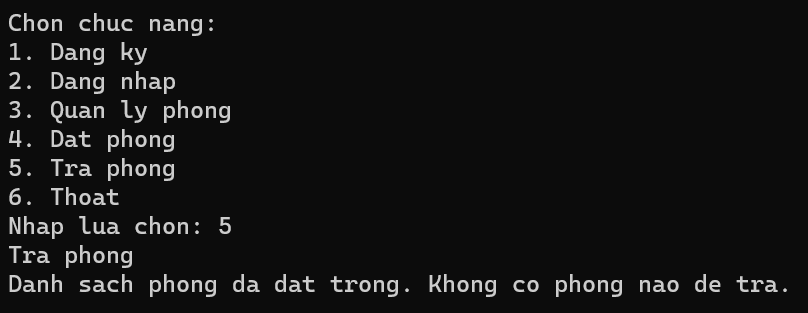 Chon chuc nang:
1. Dang ky
2. Dang nhap
3. Quan ly phong
4. Dat phong
5. Tra phong
6. Thoat
Nhap lua chon: 5
Tra phong
Danh sach phong da dat trong. Khong co phong nao de tra.